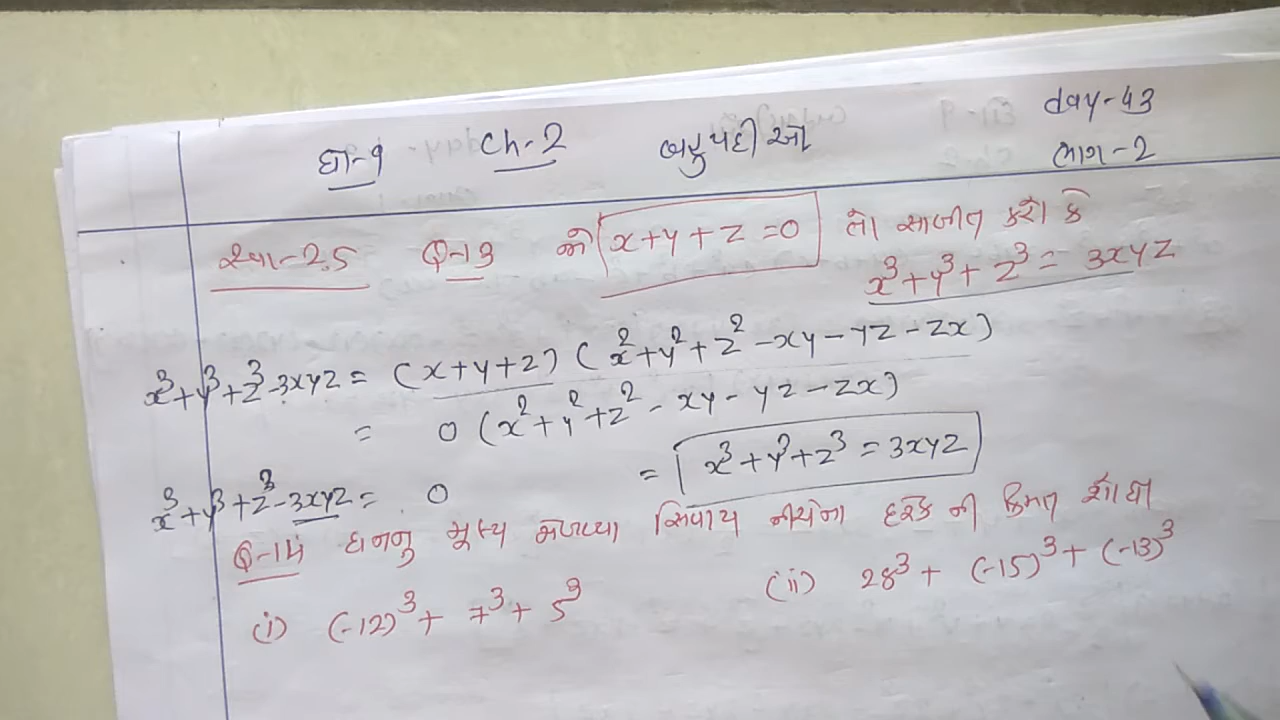 ધો-૧ Ch-2 બહુપદીઓ day-43
ભાગ-2
સ્વા-2.5 Q-13 જો x+y+z=0 તો સાબીત કરો કે
x³+y³+z³= 3xyz
x³+y³+z³-3xyz = (x+y+z) (x²+y²+z²-xy-yz-zx)
= 0 (x²+y²+z²-xy-yz-zx)
x³+y³+z³-3xyz = 0 = x³+y³+z³=3xyz
Q-14 ઘનનુ મૂલ્ય મેળવ્યા સિવાય નીચેના દરેક ની કિંમત શોધો
(i) (-12)³+ 7³+ 5³ (ii) 28³+ (-15)³+ (-13)³